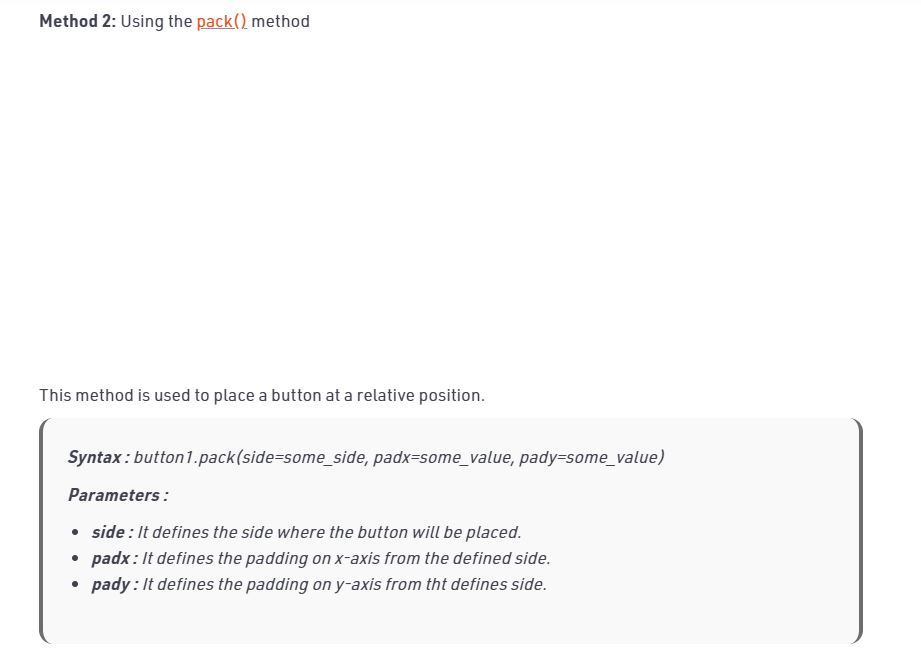 Method 2: Using the pack() method
This method is used to place a button at a relative position.
Syntax : button1.pack(side=some_side, padx=some_value, pady=some_value)
Parameters :
• side : It defines the side where the button will be placed.
• padx : It defines the padding on x-axis from the defined side.
• pady : It defines the padding on y-axis from tht defines side.